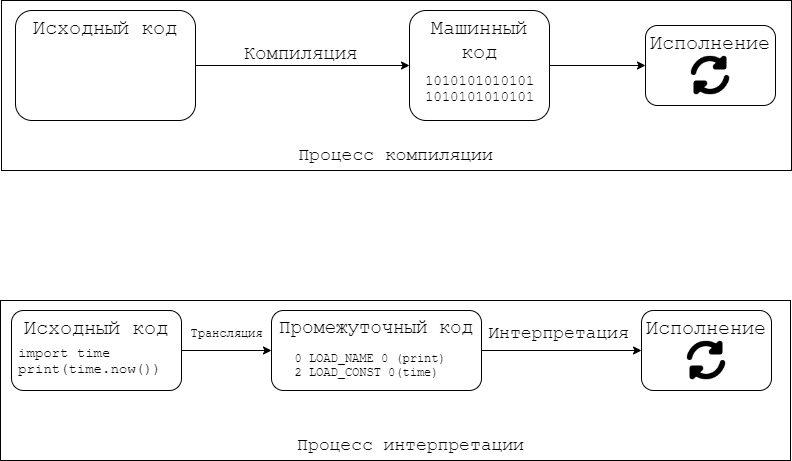 Исходный код
Компиляция
Машинный
код
1010101010101
1010101010101
Исполнение
Процесс компиляции
Исходный код
import time
print(time.now())
Трансляция
Промежуточный код
0 LOAD_NAME 0 (print)
2 LOAD_CONST 0(time)
Интерпретация
Исполнение
Процесс интерпретации